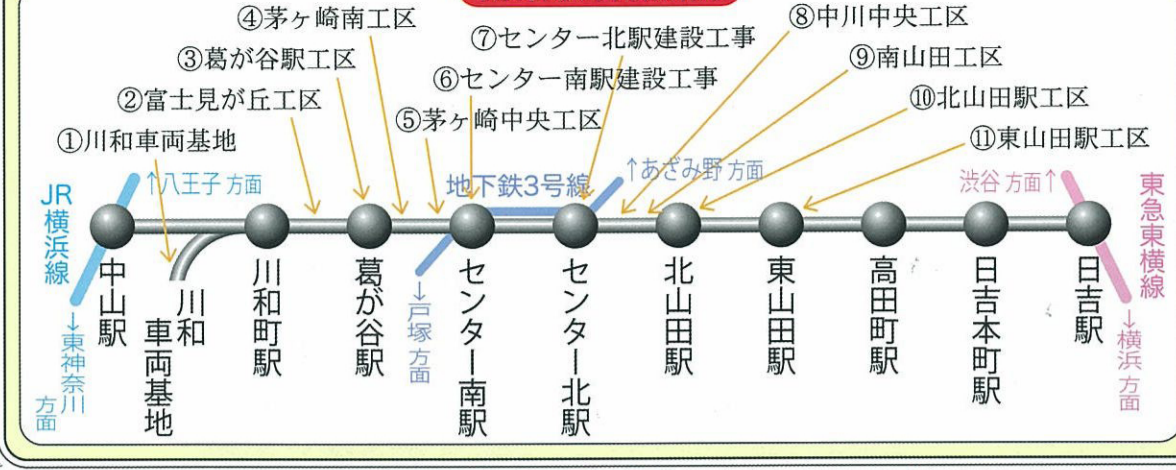 ④茅ヶ崎南工区
⑧中川中央工区
⑦センター北駅建設工事
③葛が谷駅工区
⑨南山田工区
⑥センター南駅建設工事
②富士見が丘工区
⑩北山田駅工区
⑤茅ヶ崎中央工区
①川和車両基地
⑪東山田駅工区
↑八王子方面
地下鉄3号線
↑あざみ野方面
渋谷方面↑
JR横浜線
東急東横線
中山駅
川和車両基地
川和町駅
葛が谷駅
↓戸塚方面
センター南駅
センター北駅
北山田駅
東山田駅
高田町駅
日吉本町駅
日吉駅
↓東神奈川方面
↓横浜方面